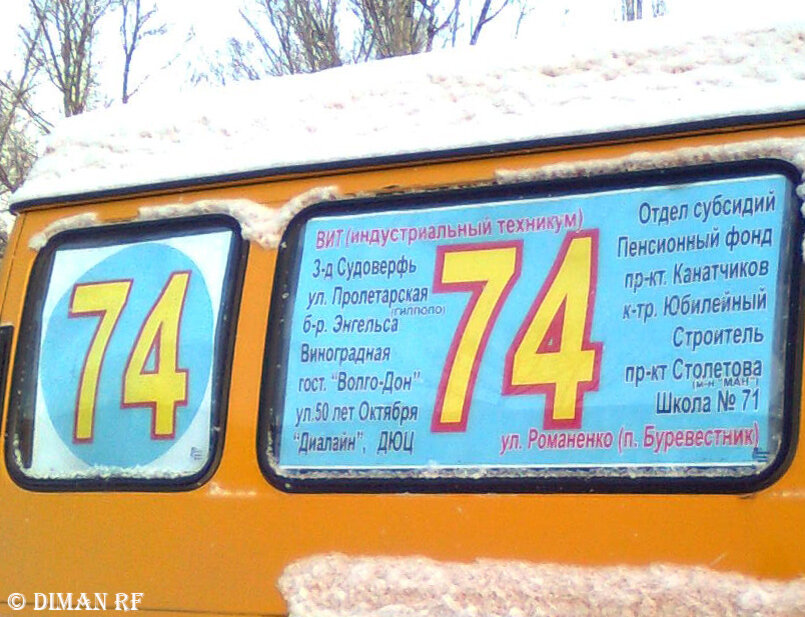 74
ВИТ (индустриальный техникум)
З-д Судоверфь
ул. Пролетарская
(гиппопо)
б-р. Энгельса
Виноградная
гост. "Волго-Дон"
ул.50 лет Октября
"Диалайн", ДЮЦ
74
Отдел субсидий
Пенсионный фонд
пр-кт. Канатчиков
к-тр. Юбилейный
Строитель
пр-кт Столетова
(м-н. "МАН")
Школа № 71
ул. Романенко (п. Буревестник)
© DIMAN RF